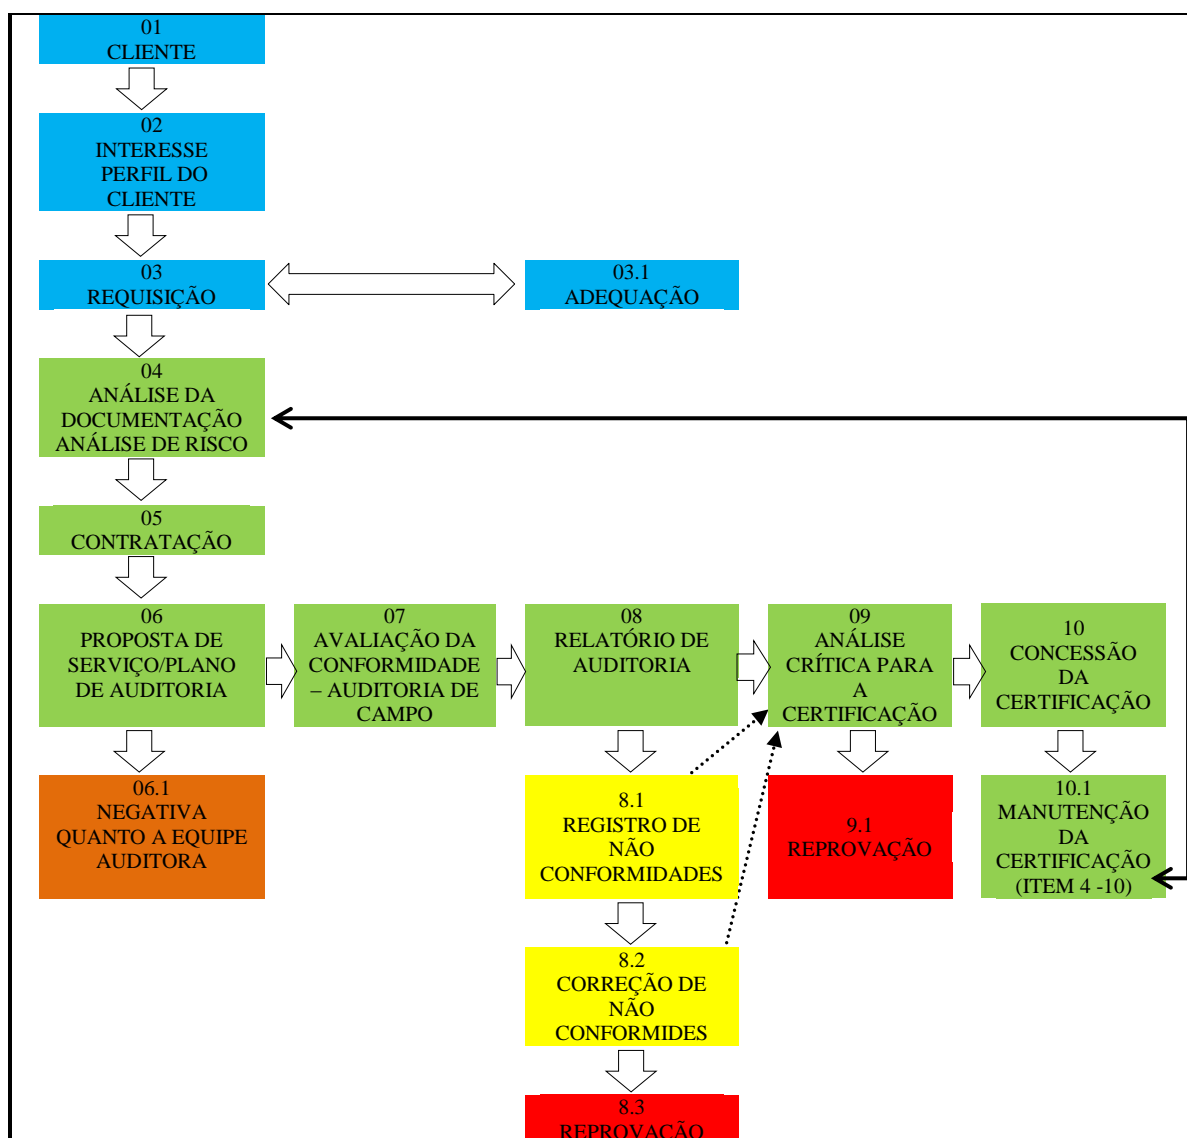 01
CLIENTE
02
INTERESSE
PERFIL DO
CLIENTE
03
REQUISIÇÃO
03.1
ADEQUAÇÃO
04
ANÁLISE DA
DOCUMENTAÇÃO
ANÁLISE DE RISCO
05
CONTRATAÇÃO
06
PROPOSTA DE
SERVIÇO/PLANO
DE AUDITORIA
07
AVALIAÇÃO DA
CONFORMIDADE
– AUDITORIA DE
CAMPO
08
RELATÓRIO DE
AUDITORIA
09
ANÁLISE
CRÍTICA PARA
A
CERTIFICAÇÃO
10
CONCESSÃO
DA
CERTIFICAÇÃO
06.1
NEGATIVA
QUANTO A EQUIPE
AUDITORA
8.1
REGISTRO DE
NÃO
CONFORMIDADES
9.1
REPROVAÇÃO
10.1
MANUTENÇÃO
DA
CERTIFICAÇÃO
(ITEM 4 -10)
8.2
CORREÇÃO DE
NÃO
CONFORMIDES
8.3
REPROVAÇÃO